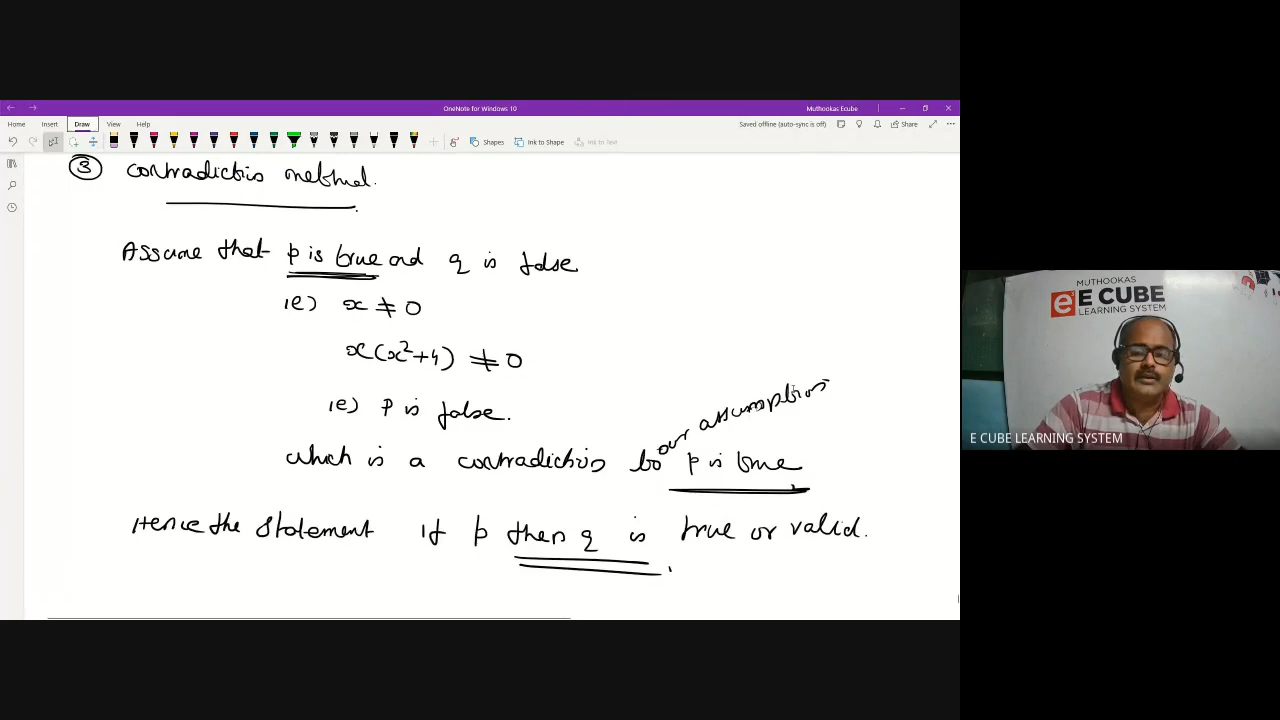 OneNote for Windows 10
Muthookas Ecube
Home Insert Draw View Help
Saved offline (auto-sync is off) Share
Shapes Ink to Shape Ink to Text
③ contradiction method.
Assume that p is true and q is false
ie) x ≠ 0
x(x²+4) ≠ 0
ie) p is false.
which is a contradiction to our assumption p is true
Hence the statement if p then q is true or valid.
MUTHOOKAS
e³ E CUBE
LEARNING SYSTEM
E CUBE LEARNING SYSTEM